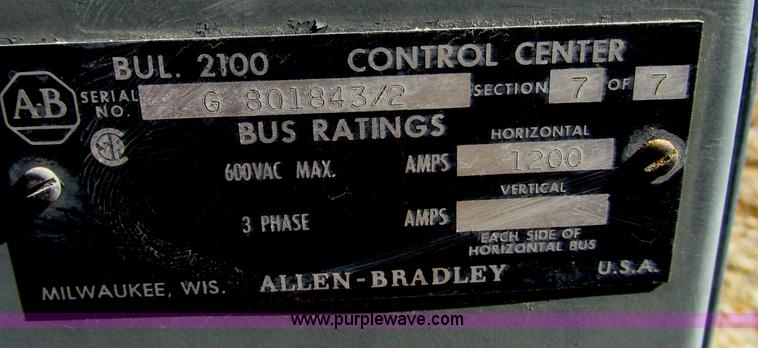 BUL. 2100 CONTROL CENTER
A-B SERIAL NO. G 801843/2 SECTION 7 OF 7
BUS RATINGS
HORIZONTAL
600VAC MAX. AMPS 1200
VERTICAL
3 PHASE AMPS
EACH SIDE OF
HORIZONTAL BUS
MILWAUKEE, WIS. ALLEN-BRADLEY U.S.A.
www.purplewave.com